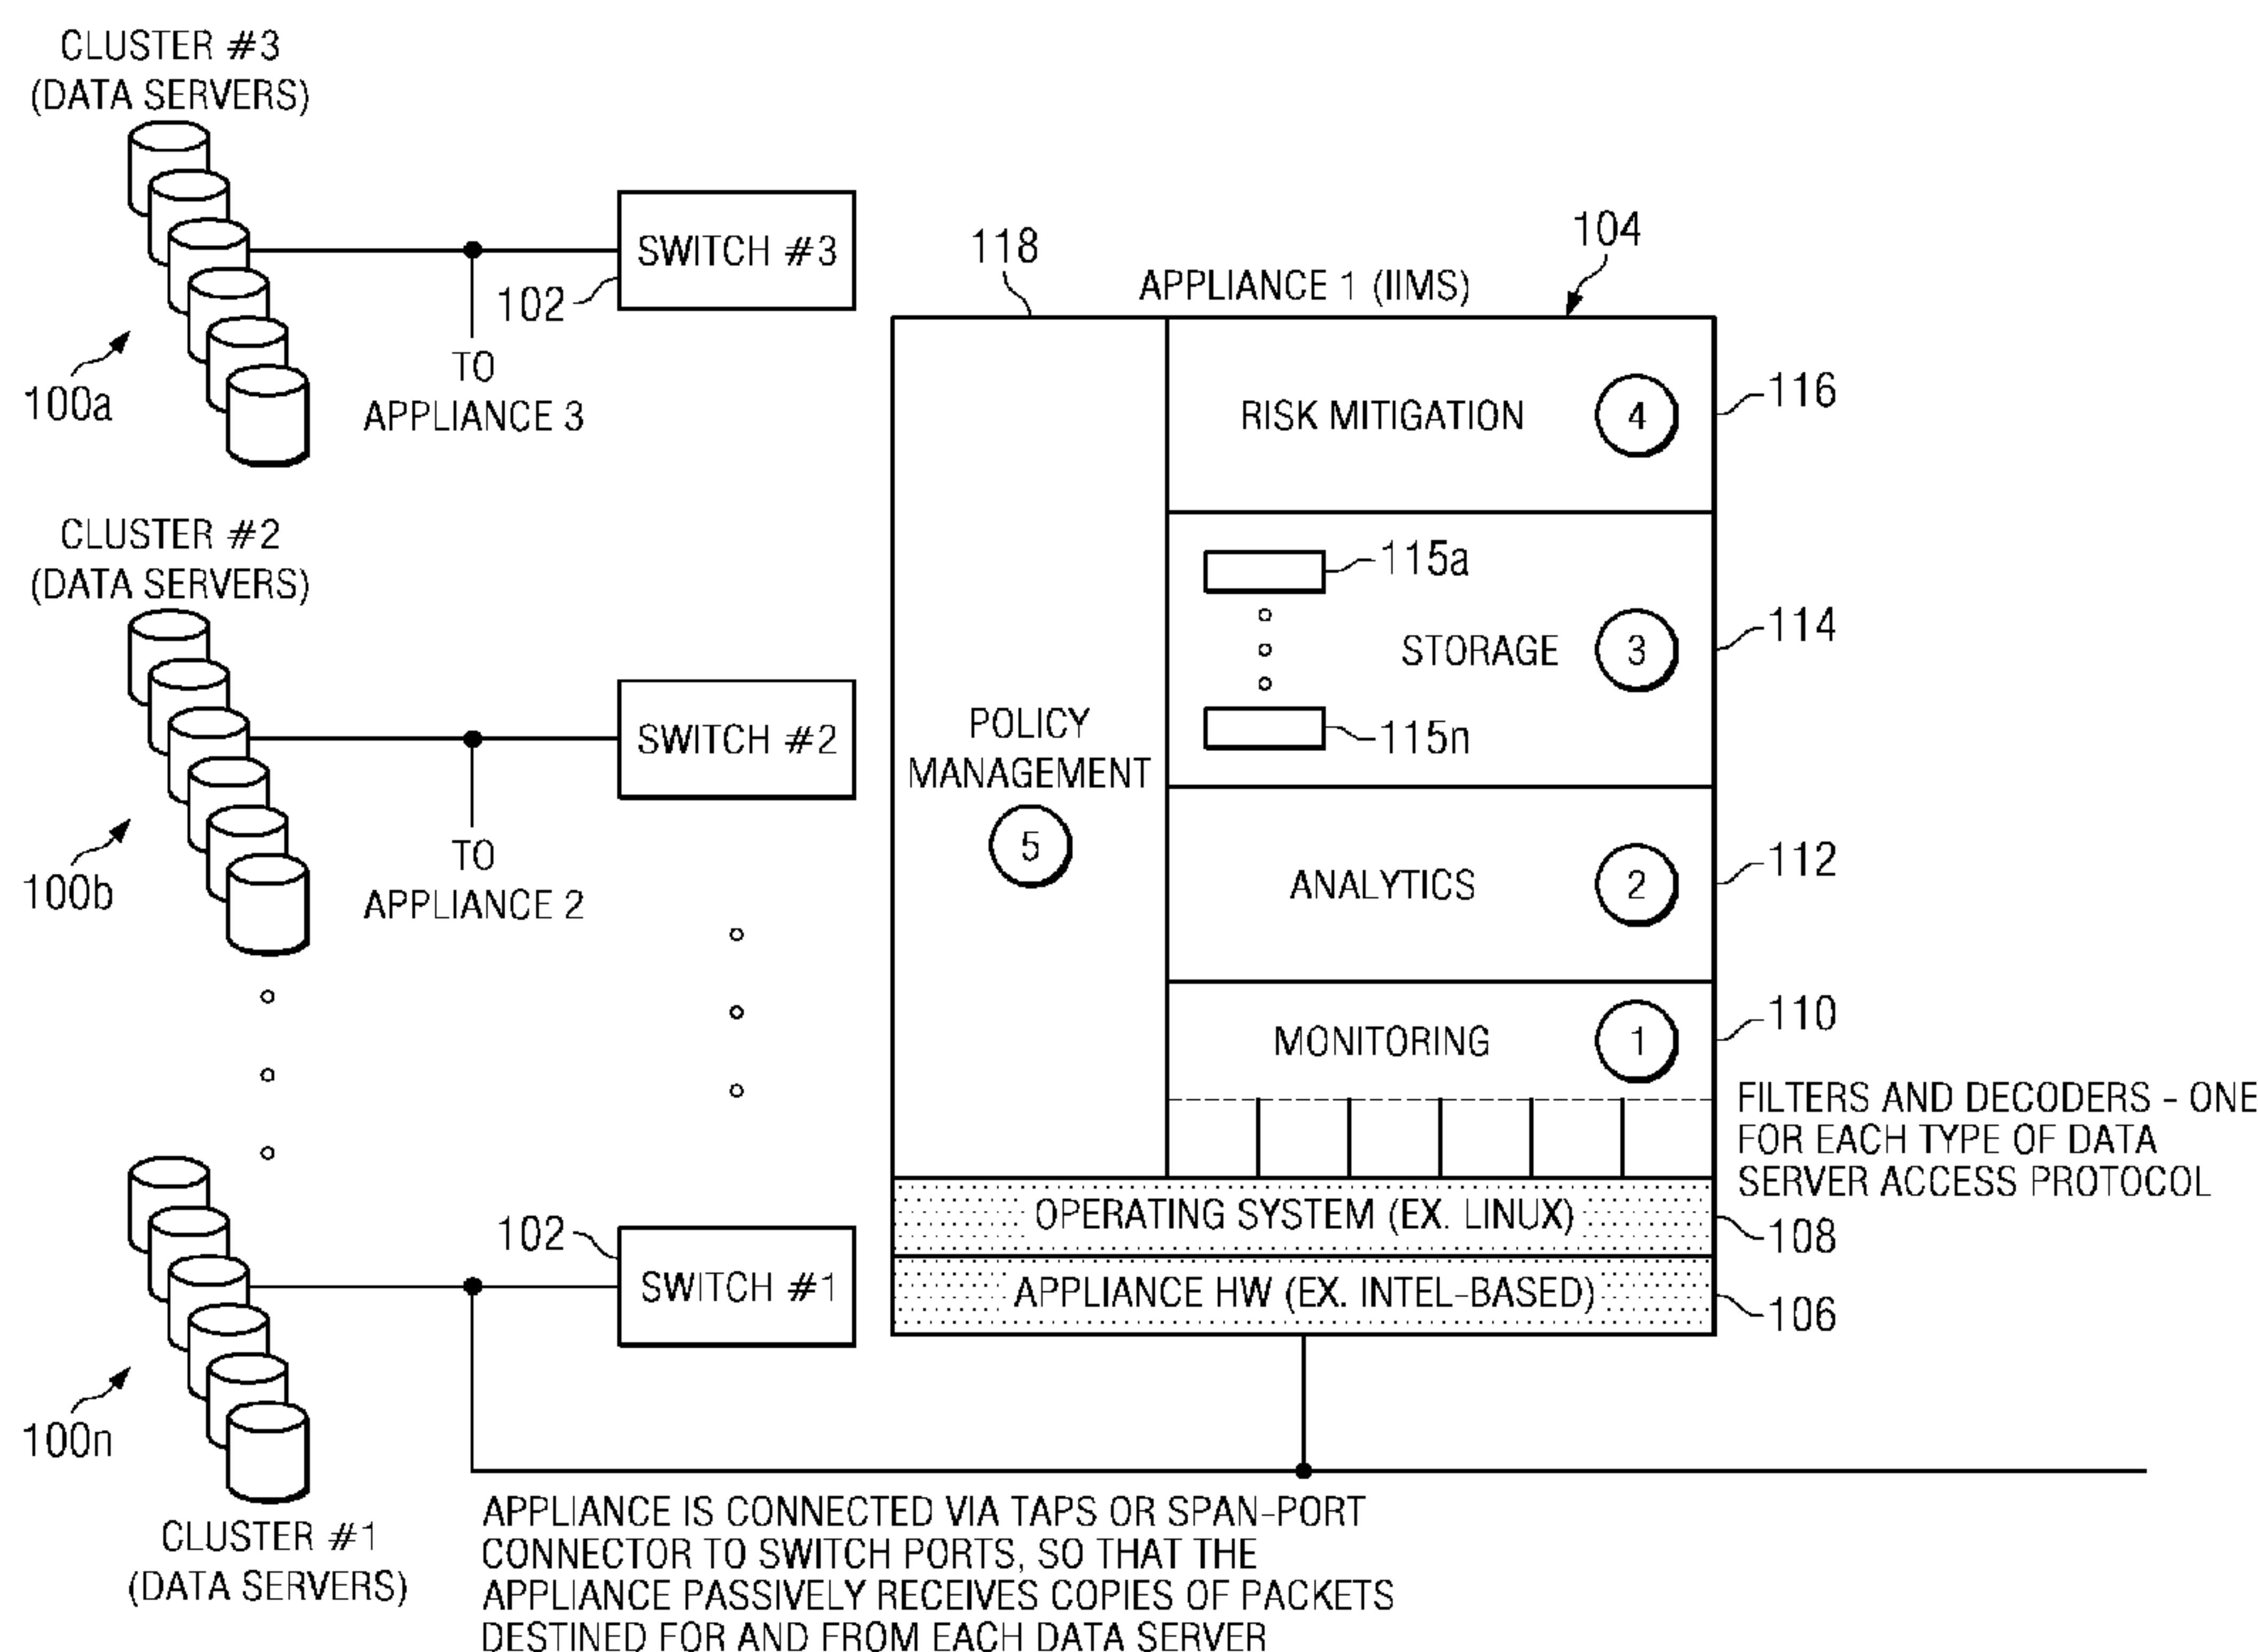 CLUSTER #3
(DATA SERVERS)
100a
TO
APPLIANCE 3
SWITCH #3
102
CLUSTER #2
(DATA SERVERS)
100b
TO
APPLIANCE 2
SWITCH #2
102
SWITCH #1
100n
CLUSTER #1
(DATA SERVERS)
118
APPLIANCE 1 (IIMS)
104
POLICY
MANAGEMENT
5
RISK MITIGATION
4
116
115a
STORAGE
3
114
115n
ANALYTICS
2
112
MONITORING
1
110
FILTERS AND DECODERS - ONE
FOR EACH TYPE OF DATA
SERVER ACCESS PROTOCOL
OPERATING SYSTEM (EX. LINUX)
108
APPLIANCE HW (EX. INTEL-BASED)
106
APPLIANCE IS CONNECTED VIA TAPS OR SPAN-PORT
CONNECTOR TO SWITCH PORTS, SO THAT THE
APPLIANCE PASSIVELY RECEIVES COPIES OF PACKETS
DESTINED FOR AND FROM EACH DATA SERVER